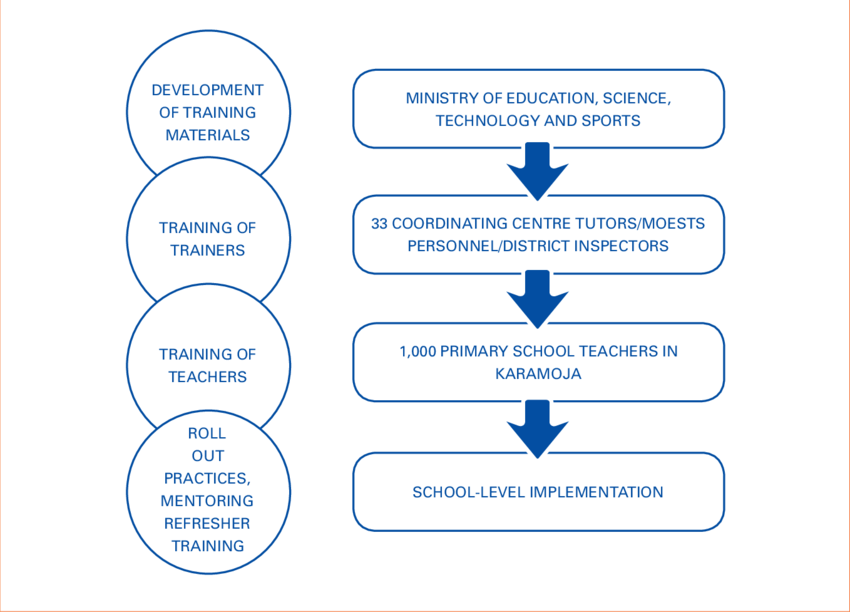 DEVELOPMENT
OF TRAINING
MATERIALS
MINISTRY OF EDUCATION, SCIENCE,
TECHNOLOGY AND SPORTS
TRAINING OF
TRAINERS
33 COORDINATING CENTRE TUTORS/MOESTS
PERSONNEL/DISTRICT INSPECTORS
TRAINING OF
TEACHERS
1,000 PRIMARY SCHOOL TEACHERS IN
KARAMOJA
ROLL
OUT
PRACTICES,
MENTORING
REFRESHER
TRAINING
SCHOOL-LEVEL IMPLEMENTATION